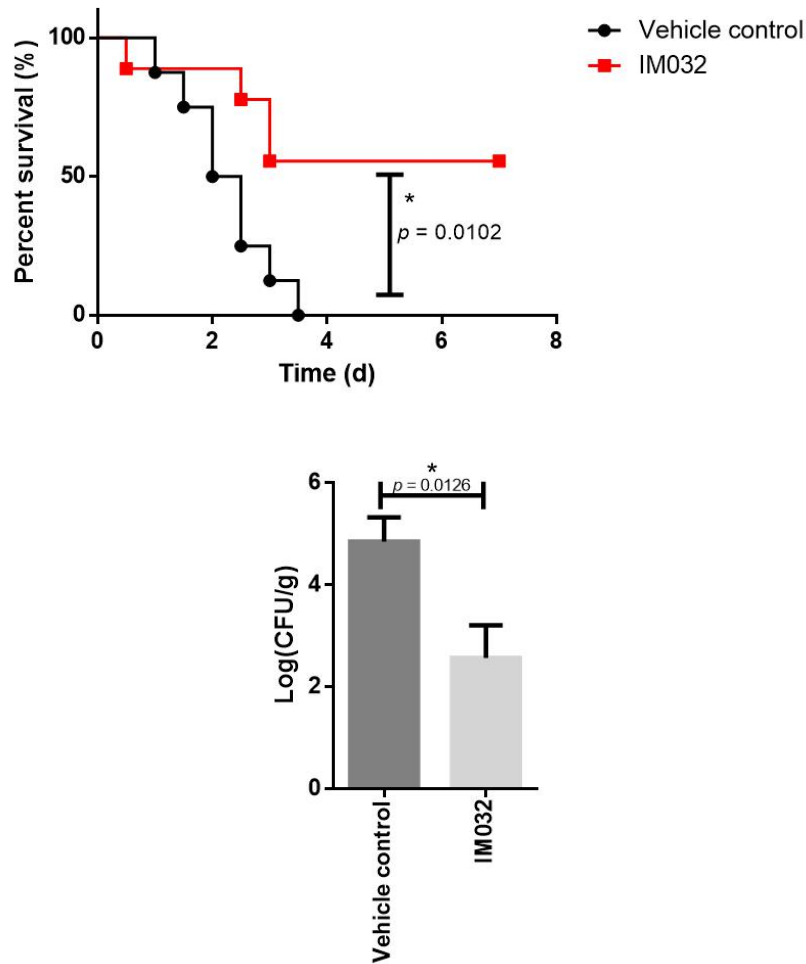 Vehicle control
IM032
Percent survival (%)
100
50
0
*
p = 0.0102
0 2 4 6 8
Time (d)
Log(CFU/g)
6
4
2
0
*
p = 0.0126
Vehicle control
IM032